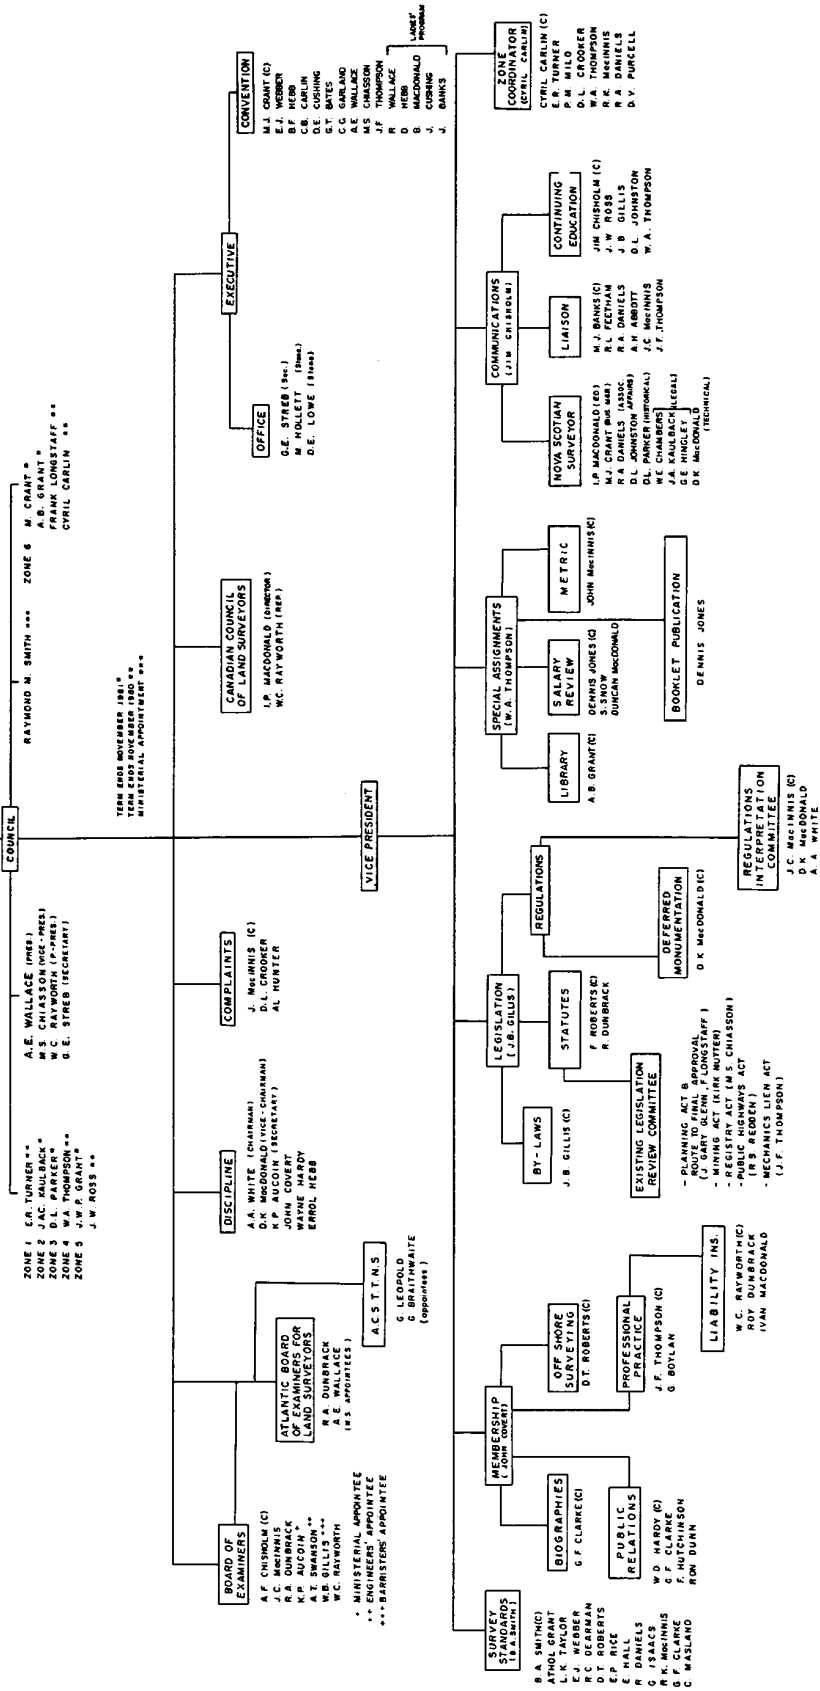 COUNCIL
A.E. WALLACE (PRES.)
M.S. CHIASSON (VICE-PRES.)
W.C. RAYWORTH (P-PRES.)
G.E. STREB (SECRETARY)
ZONE 1 E.R. TURNER**
ZONE 2 J.A.C. KAULBACK*
ZONE 3 D.L. PARKER*
ZONE 4 W.A. THOMPSON**
ZONE 5 J.W.P. GRANT*
J.W. ROSS **
RAYMOND M. SMITH ***
ZONE 6 M. CRANT *
A.B. GRANT*
FRANK LONGSTAFF **
CYRIL CARLIN **
TERM ENDS NOVEMBER 1981*
TERM ENDS NOVEMBER 1980 **
MINISTERIAL APPOINTMENT ***
BOARD OF
EXAMINERS
A.F. CHISHOLM (C)
J.C. MacINNIS
R.A. DUNBRACK
K.P. AUCOIN *
A.T. SWANSON **
W.B. GILLIS ***
W.C. RAYWORTH
* MINISTERIAL APPOINTEE
** ENGINEERS' APPOINTEE
*** BARRISTERS' APPOINTEE
ATLANTIC BOARD
OF EXAMINERS FOR
LAND SURVEYORS
R.A. DUNBRACK
A.E. WALLACE
(N.S. APPOINTEES)
A.C.S.T.T.N.S
G. LEOPOLD
G. BRAITHWAITE
(appointees)
DISCIPLINE
A.A. WHITE (CHAIRMAN)
D.K. MacDONALD (VICE-CHAIRMAN)
K.P. AUCOIN (SECRETARY)
JOHN COVERT
WAYNE HARDY
ERROL HEBB
COMPLAINTS
J. MacINNIS (C)
D.L. CROOKER
AL HUNTER
CANADIAN COUNCIL
OF LAND SURVEYORS
I.P. MACDONALD (DIRECTOR)
W.C. RAYWORTH (REP.)
EXECUTIVE
OFFICE
G.E. STREB (Sec.)
M. HOLLETT (Steno.)
D.E. LOWE (Steno)
CONVENTION
M.J. CRANT (C)
E.J. WEBBER
B.F. HEBB
C.B. CARLIN
D.E. CUSHING
G.T. BATES
C.G. GARLAND
A.E. WALLACE
M.S. CHIASSON
J.F. THOMPSON
R. WALLACE
D. HEBB
B. MACDONALD
J. CUSHING
J. BANKS
LADIES'
PROGRAM
VICE PRESIDENT
SURVEY
STANDARDS
(B.A. SMITH)
B.A. SMITH (C)
ATHOL GRANT
L.K. TAYLOR
E.J. WEBBER
R.C. DEARMAN
D.T. ROBERTS
E.P. RICE
E. HALL
R. DANIELS
G. ISAACS
R.K. MacINNIS
G.F. CLARKE
C. MASLAND
MEMBERSHIP
(JOHN COVERT)
BIOGRAPHIES
G.F. CLARKE (C)
PUBLIC
RELATIONS
W.D. HARDY (C)
G.F. CLARKE
F. HUTCHINSON
RON DUNN
OFF SHORE
SURVEYING
D.T. ROBERTS (C)
PROFESSIONAL
PRACTICE
J.F. THOMPSON (C)
G. BOYLAN
LIABILITY INS.
W.C. RAYWORTH (C)
ROY DUNBRACK
IVAN MACDONALD
LEGISLATION
(J.B. GILLIS)
BY-LAWS
J.B. GILLIS (C)
STATUTES
F. ROBERTS (C)
R. DUNBRACK
EXISTING LEGISLATION
REVIEW COMMITTEE
- PLANNING ACT &
ROUTE TO FINAL APPROVAL
(J. GARY GLENN, F. LONGSTAFF)
- MINING ACT (KIRK NUTTER)
- REGISTRY ACT (M.S. CHIASSON)
- PUBLIC HIGHWAYS ACT
(R.S. REDDEN)
- MECHANICS LIEN ACT
(J.F. THOMPSON)
REGULATIONS
DEFERRED
MONUMENTATION
D.K. MacDONALD (C)
REGULATIONS
INTERPRETATION
COMMITTEE
J.C. MacINNIS (C)
D.K. MacDONALD
A.A. WHITE
SPECIAL ASSIGNMENTS
(W.A. THOMPSON)
LIBRARY
A.B. GRANT (C)
SALARY
REVIEW
DENNIS JONES (C)
S. SNOW
DUNCAN MacDONALD
METRIC
JOHN MacINNIS (C)
BOOKLET PUBLICATION
DENNIS JONES
COMMUNICATIONS
(JIM CHISHOLM)
NOVA SCOTIAN
SURVEYOR
I.P. MACDONALD (ED.)
M.J. CRANT (BUS. MGR)
R.A. DANIELS (ASSOC.
D.L. JOHNSTON AFFAIRS)
D.L. PARKER (HISTORICAL)
W.E. CHAMBERS
J.A. KAULBACK (LEGAL)
G.E. HINGLEY
D.K. MacDONALD
(TECHNICAL)
LIAISON
M.J. BANKS (C)
R.L. FEETHAM
R.A. DANIELS
A.H. ABBOTT
J.C. MacINNIS
J.F. THOMPSON
CONTINUING
EDUCATION
JIM CHISHOLM (C)
J.W. ROSS
J.B. GILLIS
D.L. JOHNSTON
W.A. THOMPSON
ZONE
COORDINATOR
(CYRIL CARLIN)
CYRIL CARLIN (C)
E.R. TURNER
P.M. MILO
D.L. CROOKER
W.A. THOMPSON
R.K. MacINNIS
R.A. DANIELS
D.V. PURCELL